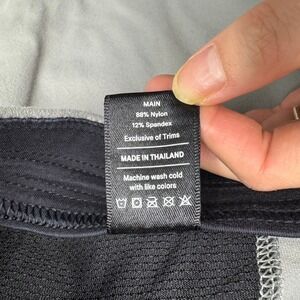 MAIN
88% Nylon
12% Spandex
Exclusive of Trims
MADE IN THAILAND
Machine wash cold
with like colors